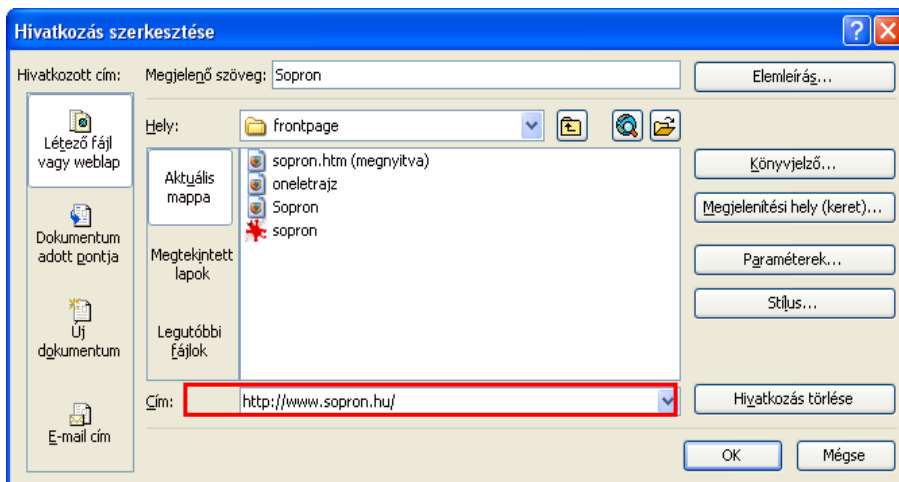 Hivatkozás szerkesztése
Hivatkozott cím:
Megjelenő szöveg: Sopron
Elemleírás...
Létező fájl
vagy weblap
Dokumentum
adott pontja
Új
dokumentum
E-mail cím
Hely: frontpage
Aktuális
mappa
Megtekintett
lapok
Legutóbbi
fájlok
sopron.htm (megnyitva)
oneletrajz
Sopron
sopron
Könyvjelző...
Megjelenítési hely (keret)...
Paraméterek...
Stílus...
Cím: http://www.sopron.hu/
Hivatkozás törlése
OK
Mégse